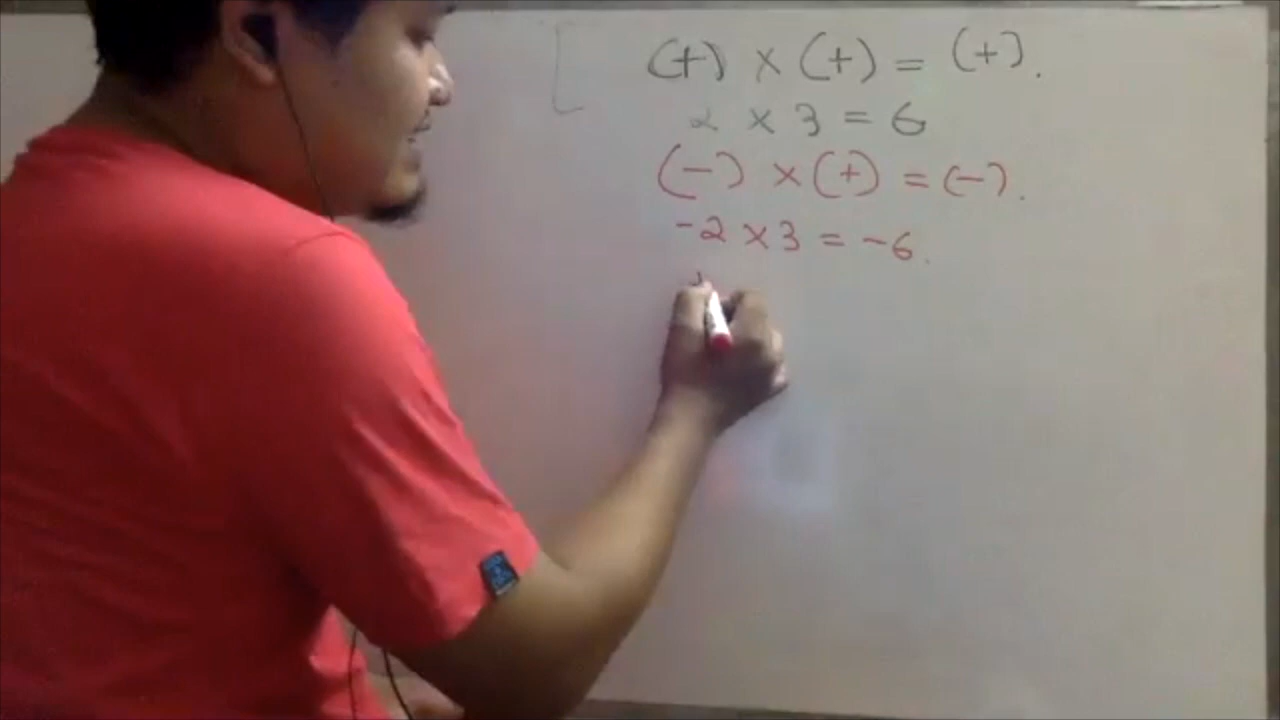 (+) × (+) = (+).
2 × 3 = 6
(-) × (+) = (-).
-2 × 3 = -6.